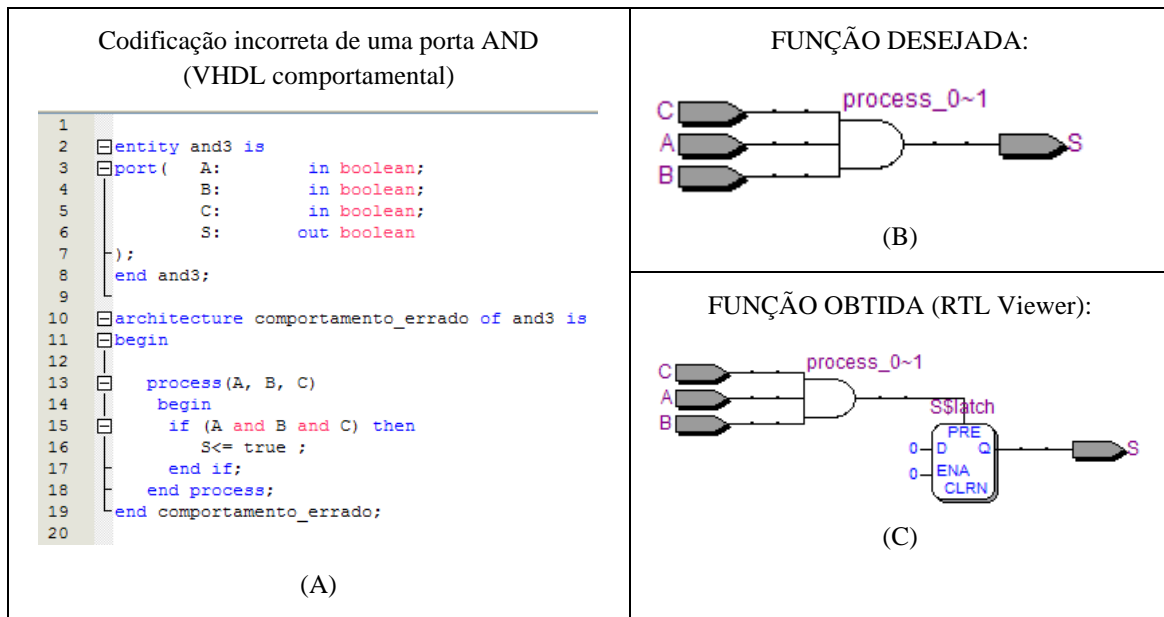 Codificação incorreta de uma porta AND
(VHDL comportamental)
1
2 entity and3 is
3 port( A: in boolean;
4 B: in boolean;
5 C: in boolean;
6 S: out boolean
7 );
8 end and3;
9
10 architecture comportamento_errado of and3 is
11 begin
12
13 process(A, B, C)
14 begin
15 if (A and B and C) then
16 S<= true ;
17 end if;
18 end process;
19 end comportamento_errado;
20
(A)
FUNÇÃO DESEJADA:
process_0~1
C
A
B
S
(B)
FUNÇÃO OBTIDA (RTL Viewer):
process_0~1
C
A
B
S$latch
PRE
0 D Q
S
0 ENA
CLRN
(C)